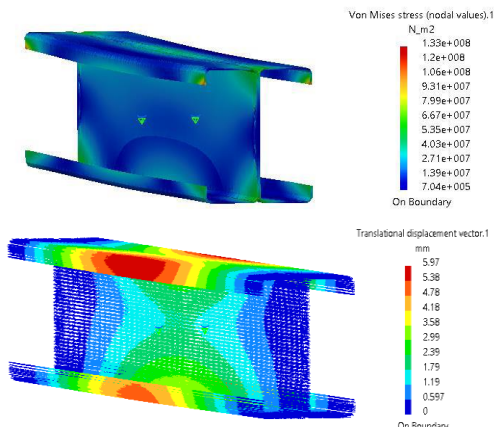 Von Mises stress (nodal values).1
N_m2
1.33e+008
1.2e+008
1.06e+008
9.31e+007
7.99e+007
6.67e+007
5.35e+007
4.03e+007
2.71e+007
1.39e+007
7.04e+005
On Boundary
Translational displacement vector.1
mm
5.97
5.38
4.78
4.18
3.58
2.99
2.39
1.79
1.19
0.597
0
On Boundary